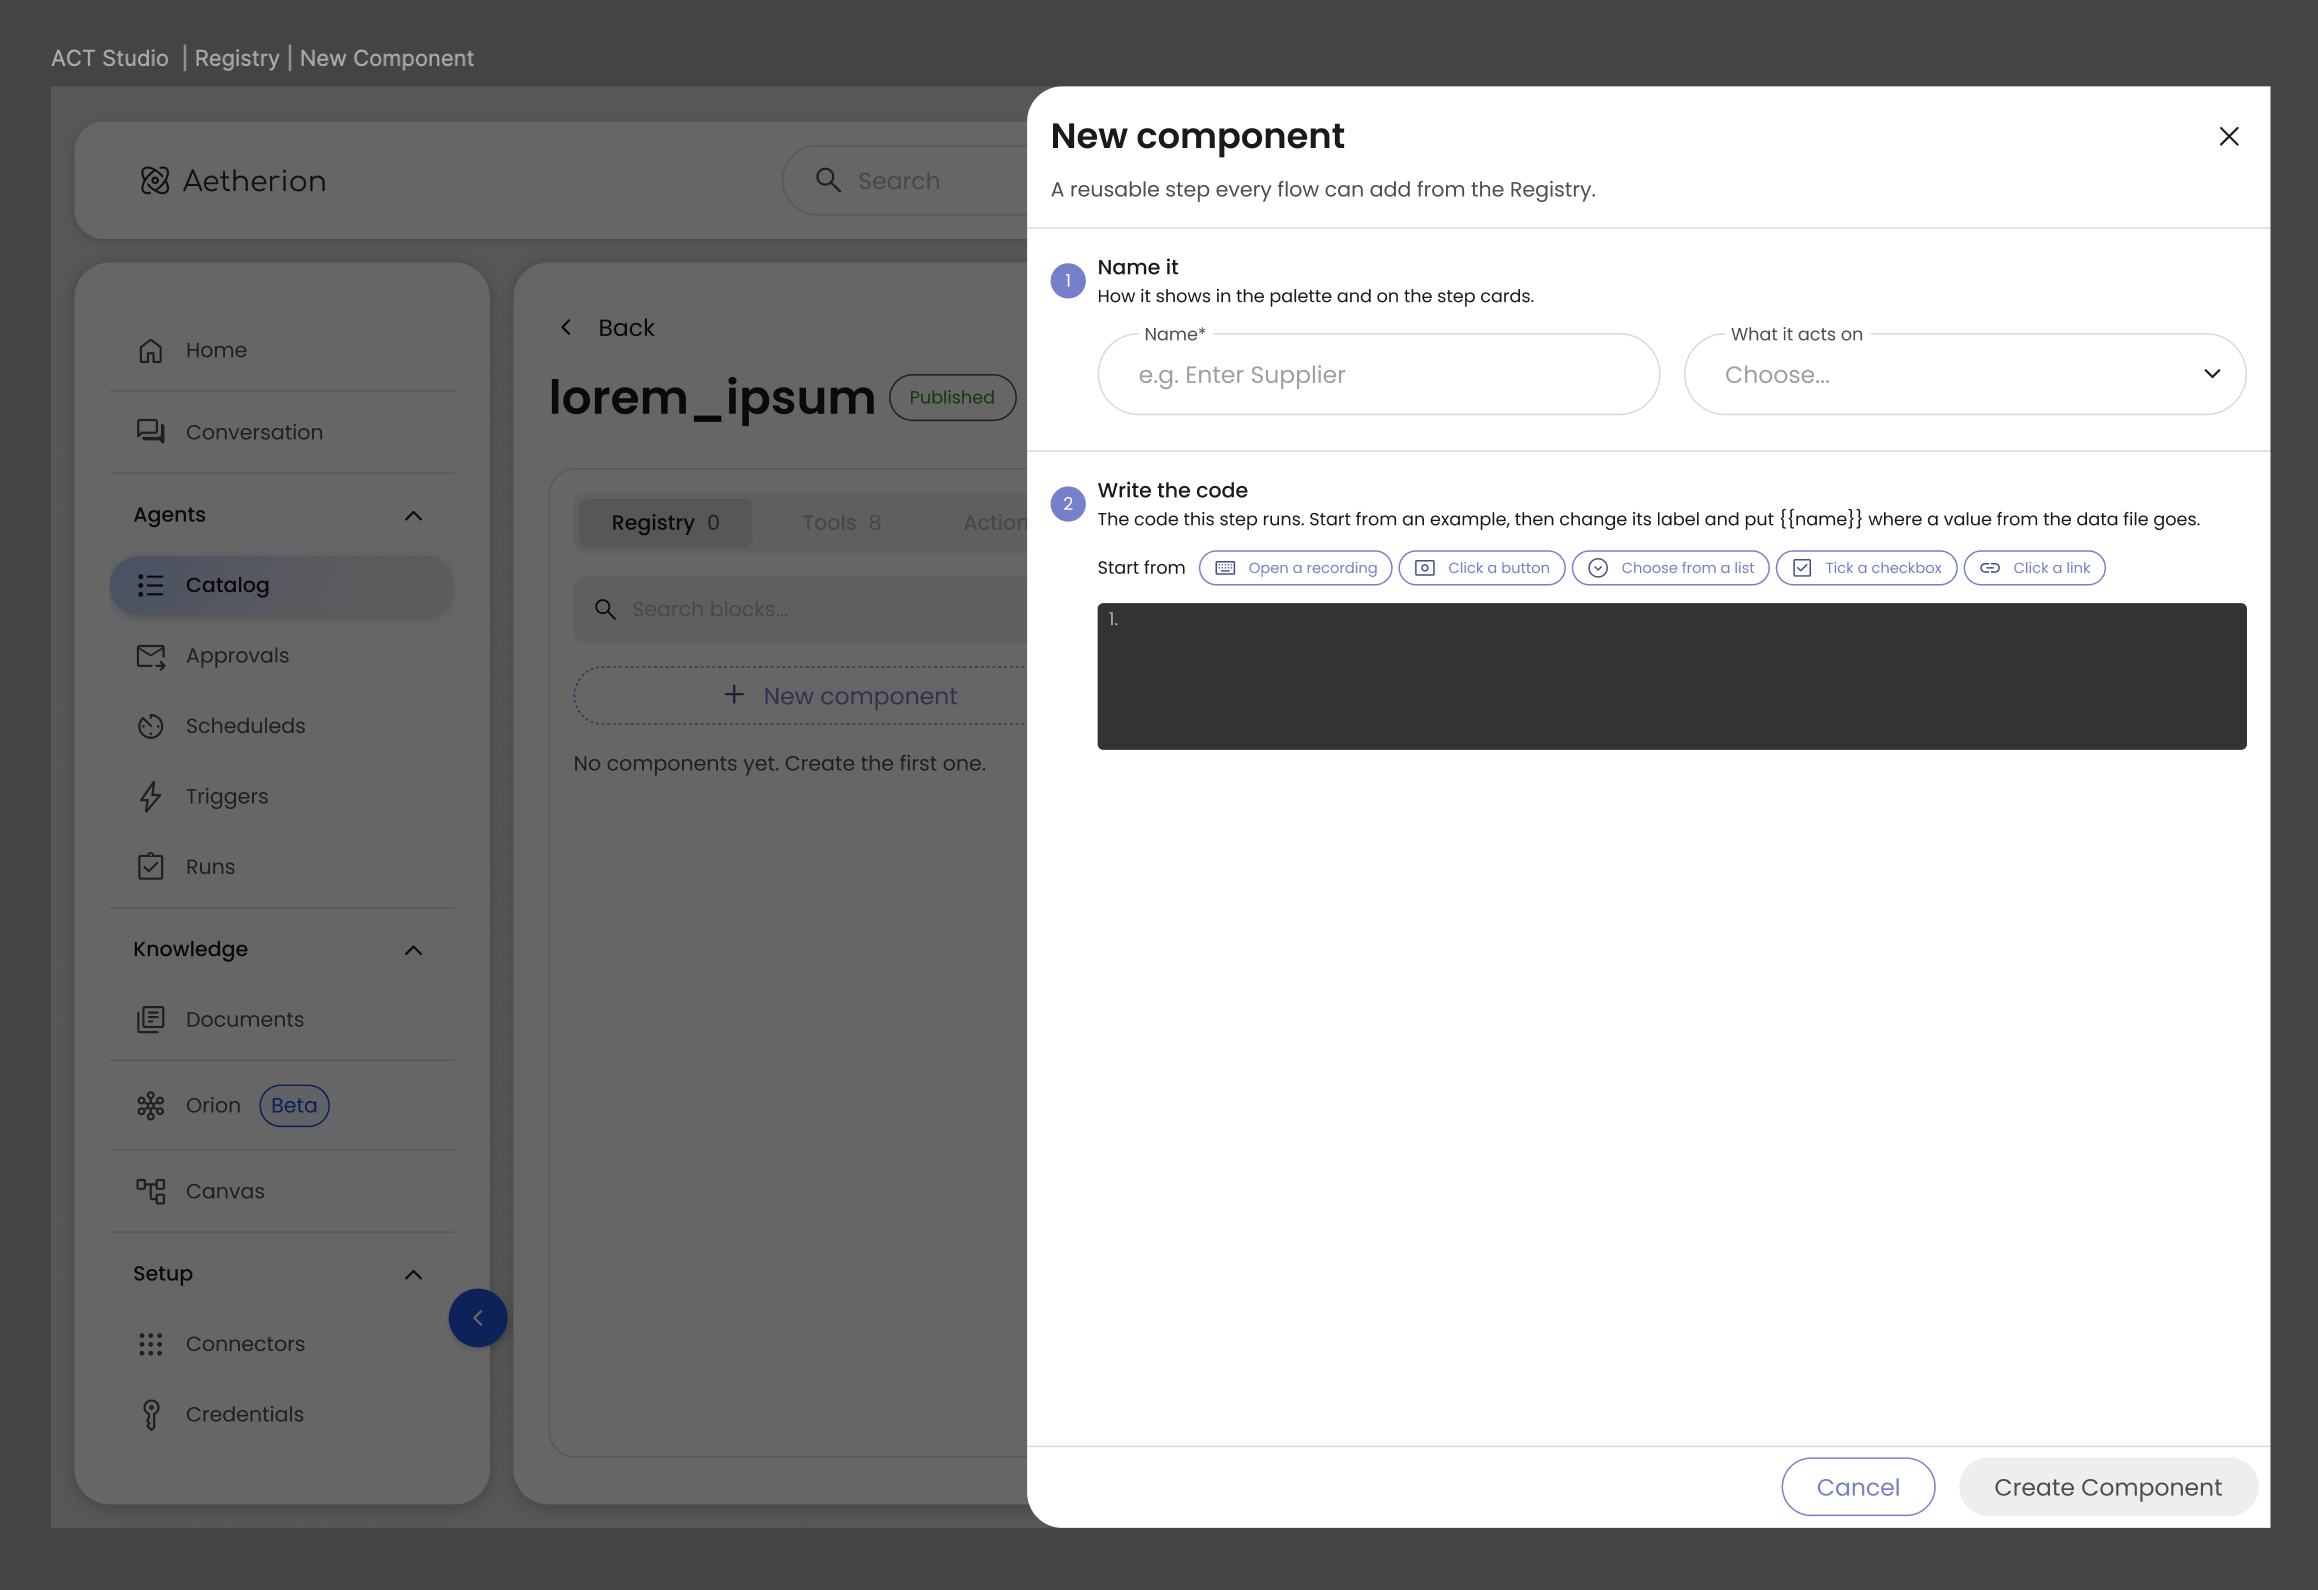 ACT Studio | Registry | New Component
Aetherion
Search
Home
Conversation
Agents
Catalog
Approvals
Scheduleds
Triggers
Runs
Knowledge
Documents
Orion Beta
Canvas
Setup
Connectors
Credentials
Back
lorem_ipsum Published
Registry 0 Tools 8 Action
Search blocks...
New component
No components yet. Create the first one.
New component
A reusable step every flow can add from the Registry.
1 Name it
How it shows in the palette and on the step cards.
Name* What it acts on
e.g. Enter Supplier Choose...
2 Write the code
The code this step runs. Start from an example, then change its label and put {{name}} where a value from the data file goes.
Start from Open a recording Click a button Choose from a list Tick a checkbox Click a link
1.
Cancel Create Component